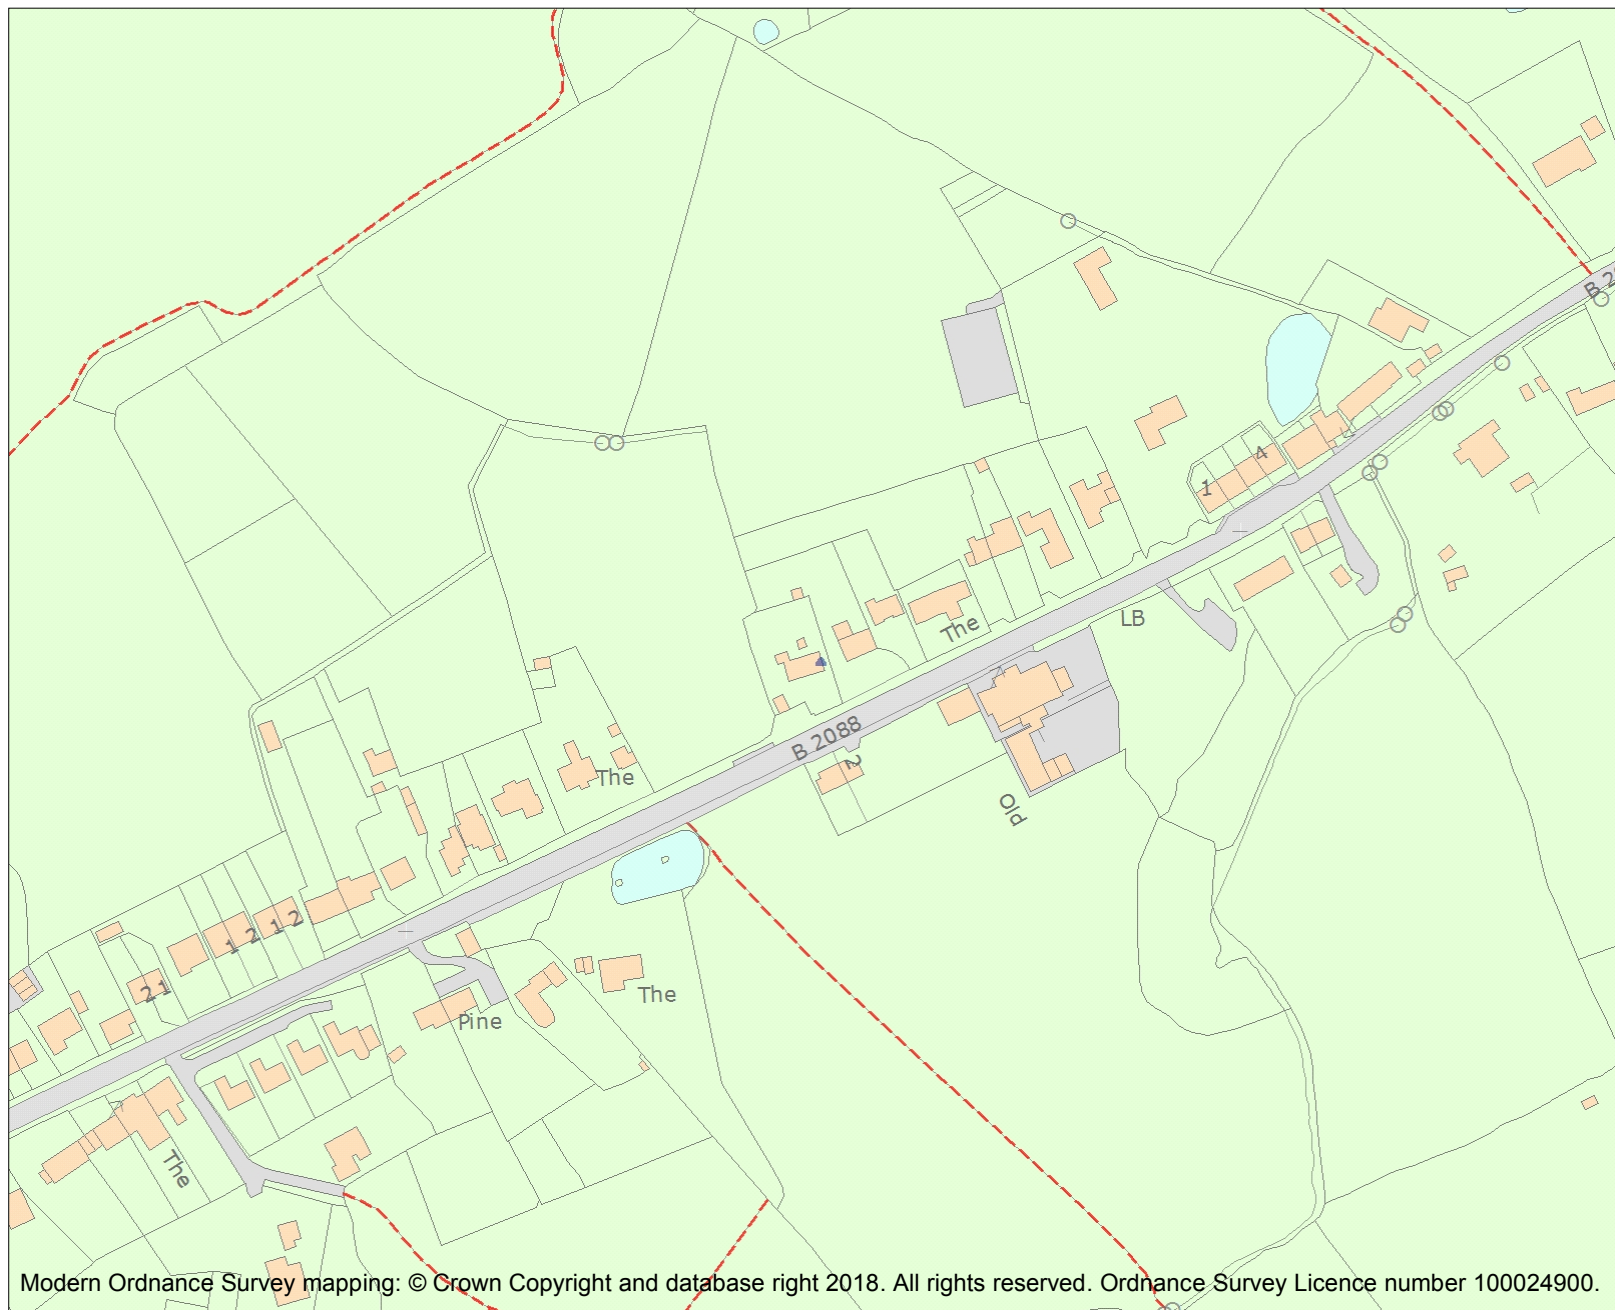 B 2
4
1
The
LB
B 2088
2
Old
The
1 2
1 2
2 1
The
Pine
The
Modern Ordnance Survey mapping: © Crown Copyright and database right 2018. All rights reserved. Ordnance Survey Licence number 100024900.